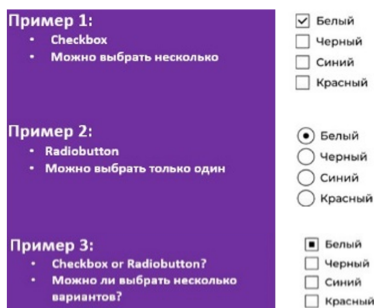 Пример 1:
• Checkbox
• Можно выбрать несколько
Белый
Черный
Синий
Красный
Пример 2:
• Radiobutton
• Можно выбрать только один
Белый
Черный
Синий
Красный
Пример 3:
• Checkbox or Radiobutton?
• Можно ли выбрать несколько
вариантов?
Белый
Черный
Синий
Красный